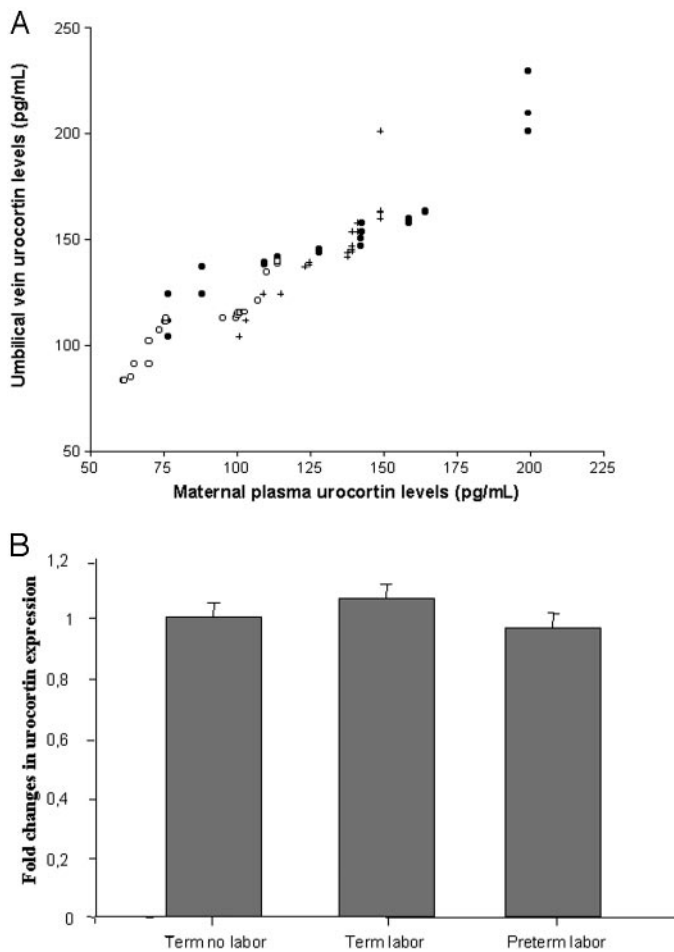 A
250
200
150
100
50
Umbilical vein urocortin levels (pg/mL)
50 75 100 125 150 175 200 225
Maternal plasma urocortin levels (pg/mL)
B
1,2
1
0,8
0,6
0,4
0,2
0
Fold changes in urocortin expression
Term no labor Term labor Preterm labor